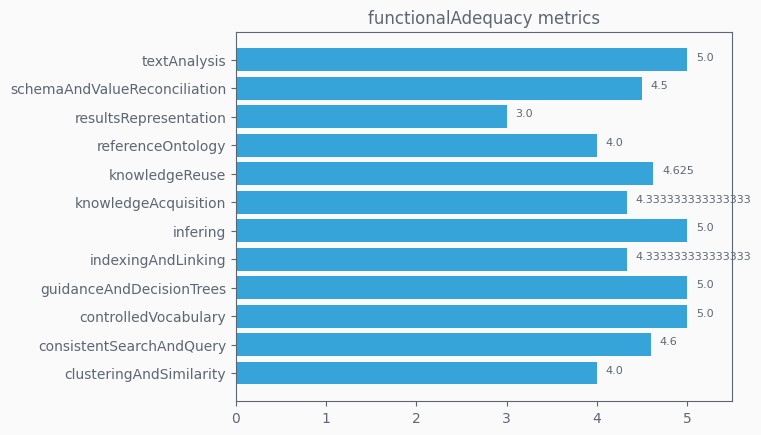 functionalAdequacy metrics
textAnalysis 5.0
schemaAndValueReconciliation 4.5
resultsRepresentation 3.0
referenceOntology 4.0
knowledgeReuse 4.625
knowledgeAcquisition 4.333333333333333
infering 5.0
indexingAndLinking 4.333333333333333
guidanceAndDecisionTrees 5.0
controlledVocabulary 5.0
consistentSearchAndQuery 4.6
clusteringAndSimilarity 4.0
0 1 2 3 4 5